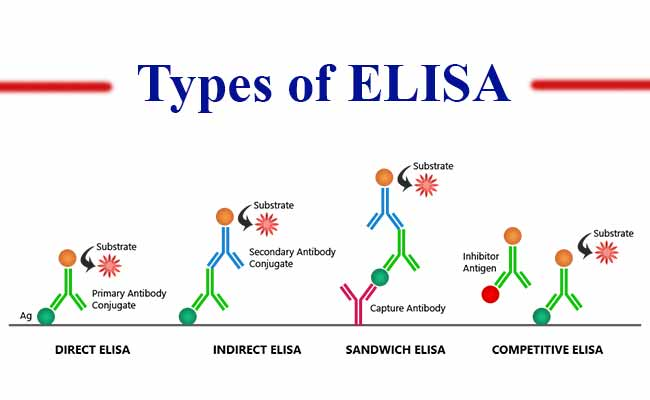 Types of ELISA
Substrate
Primary Antibody
Conjugate
Ag
DIRECT ELISA
Substrate
Secondary Antibody
Conjugate
INDIRECT ELISA
Substrate
Capture Antibody
SANDWICH ELISA
Inhibitor
Antigen
Substrate
COMPETITIVE ELISA